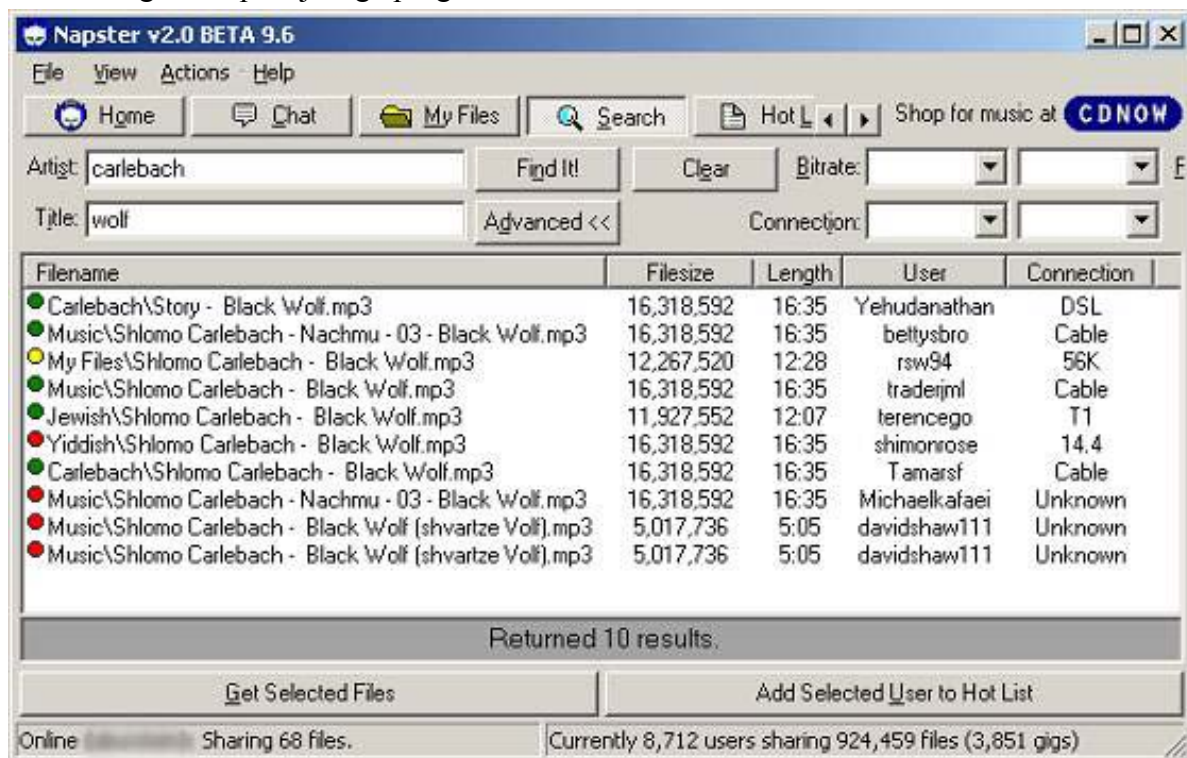 Napster v2.0 BETA 9.6
File View Actions Help
Home Chat My Files Search Hot L Shop for music at CDNOW
Artist: carlebach Find It! Clear Bitrate:
Title: wolf Advanced << Connection:
Filename Filesize Length User Connection
Carlebach\Story - Black Wolf.mp3 16,318,592 16:35 Yehudanathan DSL
Music\Shlomo Carlebach - Nachmu - 03 - Black Wolf.mp3 16,318,592 16:35 bettysbro Cable
My Files\Shlomo Carlebach - Black Wolf.mp3 12,267,520 12:28 rsw94 56K
Music\Shlomo Carlebach - Black Wolf.mp3 16,318,592 16:35 traderjml Cable
Jewish\Shlomo Carlebach - Black Wolf.mp3 11,927,552 12:07 terencego T1
Yiddish\Shlomo Carlebach - Black Wolf.mp3 16,318,592 16:35 shimonrose 14.4
Carlebach\Shlomo Carlebach - Black Wolf.mp3 16,318,592 16:35 Tamarsf Cable
Music\Shlomo Carlebach - Nachmu - 03 - Black Wolf.mp3 16,318,592 16:35 Michaelkafaei Unknown
Music\Shlomo Carlebach - Black Wolf (shvartze Volf).mp3 5,017,736 5:05 davidshaw111 Unknown
Music\Shlomo Carlebach - Black Wolf (shvartze Volf).mp3 5,017,736 5:05 davidshaw111 Unknown
Returned 10 results.
Get Selected Files Add Selected User to Hot List
Online Sharing 68 files. Currently 8,712 users sharing 924,459 files (3,851 gigs)